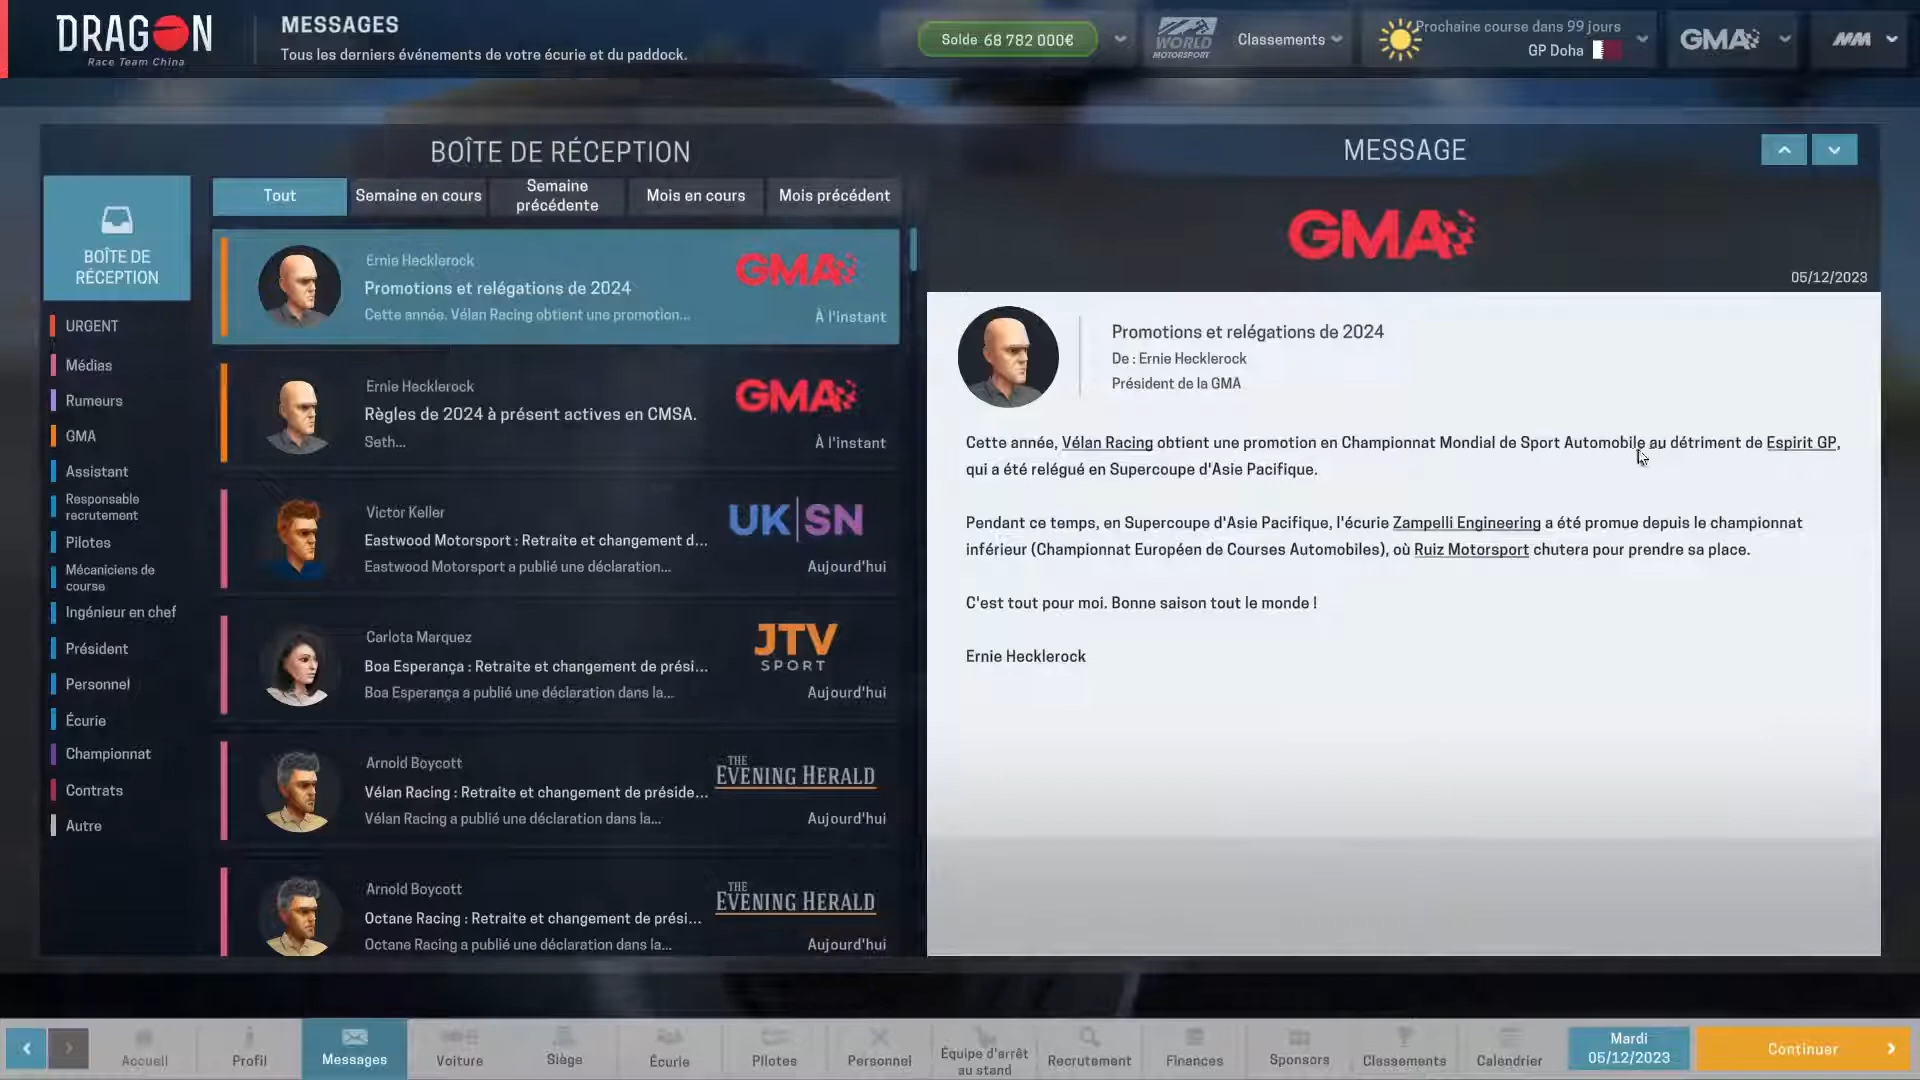 DRAGON
Race Team China
MESSAGES
Tous les derniers événements de votre écurie et du paddock.
Solde 68 782 000€
WORLD
MOTORSPORT
Classements
Prochaine course dans 99 jours
GP Doha
GMA
BOÎTE DE RÉCEPTION
MESSAGE
BOÎTE DE
RÉCEPTION
Tout
Semaine en cours
Semaine
précédente
Mois en cours
Mois précédent
URGENT
Médias
Rumeurs
GMA
Assistant
Responsable
recrutement
Pilotes
Mécaniciens de
course
Ingénieur en chef
Président
Personnel
Écurie
Championnat
Contrats
Autre
Ernie Hecklerock
Promotions et relégations de 2024
Cette année, Vélan Racing obtient une promotion...
GMA
À l'instant
Ernie Hecklerock
Règles de 2024 à présent actives en CMSA.
Seth...
GMA
À l'instant
Victor Keller
Eastwood Motorsport : Retraite et changement d...
Eastwood Motorsport a publié une déclaration...
UK|SN
Aujourd'hui
Carlota Marquez
Boa Esperança : Retraite et changement de prési...
Boa Esperança a publié une déclaration dans la...
JTV
SPORT
Aujourd'hui
Arnold Boycott
Vélan Racing : Retraite et changement de préside...
Vélan Racing a publié une déclaration dans la...
THE
EVENING HERALD
Aujourd'hui
Arnold Boycott
Octane Racing : Retraite et changement de prési...
Octane Racing a publié une déclaration dans la...
THE
EVENING HERALD
Aujourd'hui
GMA
05/12/2023
Promotions et relégations de 2024
De : Ernie Hecklerock
Président de la GMA
Cette année, Vélan Racing obtient une promotion en Championnat Mondial de Sport Automobile au détriment de Espirit GP,
qui a été relégué en Supercoupe d'Asie Pacifique.
Pendant ce temps, en Supercoupe d'Asie Pacifique, l'écurie Zampelli Engineering a été promue depuis le championnat
inférieur (Championnat Européen de Courses Automobiles), où Ruiz Motorsport chutera pour prendre sa place.
C'est tout pour moi. Bonne saison tout le monde !
Ernie Hecklerock
Accueil
Profil
Messages
Voiture
Siège
Écurie
Pilotes
Personnel
Équipe d'arrêt
au stand
Recrutement
Finances
Sponsors
Classements
Calendrier
Mardi
05/12/2023
Continuer